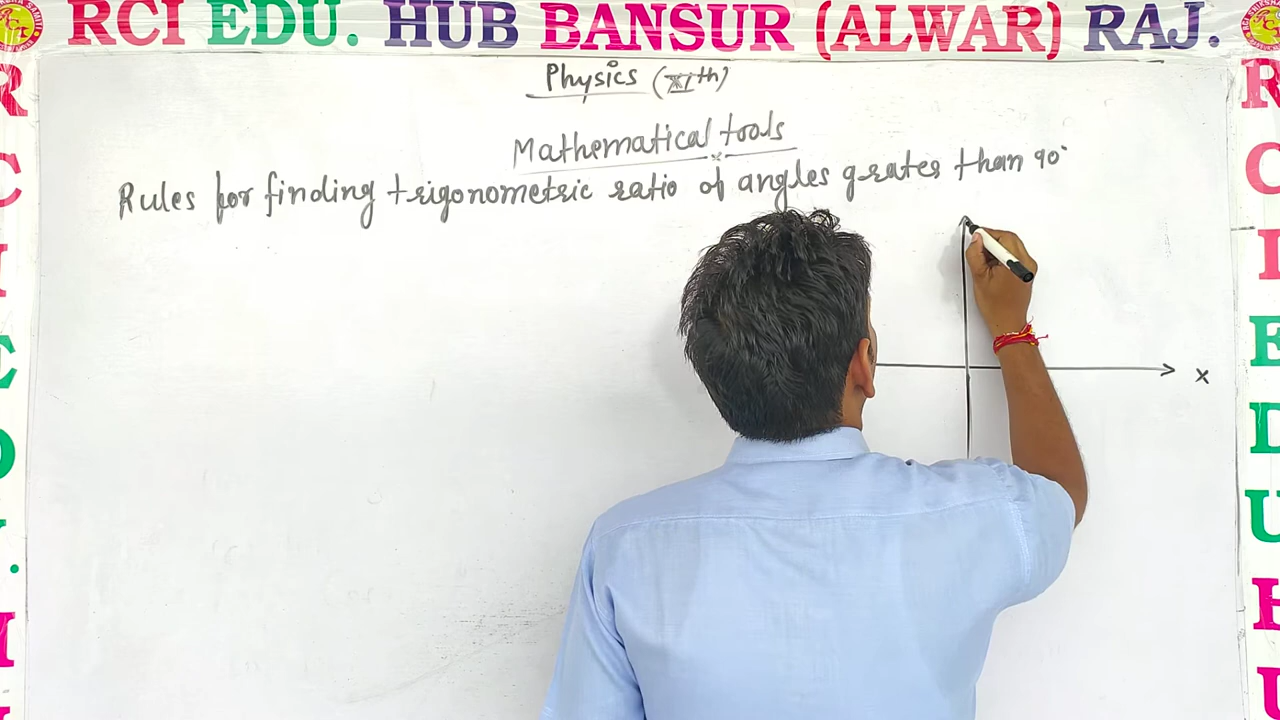 RCI EDU. HUB BANSUR (ALWAR) RAJ.
Physics (XIth)
Mathematical tools
Rules for finding trigonometric ratio of angles grater than 90°
x
R
C
I
E
D
U
.
H
U
R
C
I
E
D
U
H
U